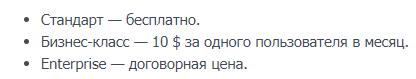 • Стандарт — бесплатно.
• Бизнес-класс — 10 $ за одного пользователя в месяц.
• Enterprise — договорная цена.